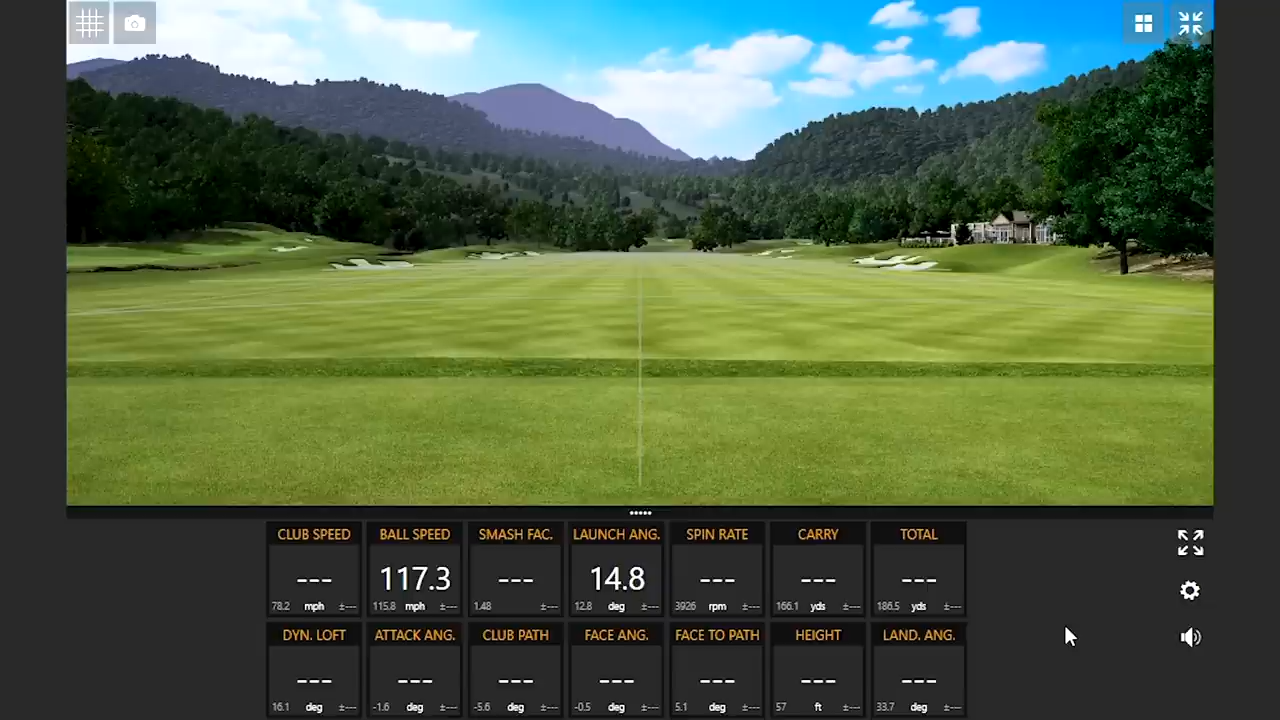 CLUB SPEED BALL SPEED SMASH FAC. LAUNCH ANG. SPIN RATE CARRY TOTAL
--- 117.3 --- 14.8 --- --- ---
78.2 mph ±--- 115.8 mph ±--- 1.48 ±--- 12.8 deg ±--- 3926 rpm ±--- 166.1 yds ±--- 186.5 yds ±---
DYN. LOFT ATTACK ANG. CLUB PATH FACE ANG. FACE TO PATH HEIGHT LAND. ANG.
--- --- --- --- --- --- ---
16.1 deg ±--- -1.6 deg ±--- -5.6 deg ±--- -0.5 deg ±--- 5.1 deg ±--- 57 ft ±--- 33.7 deg ±---